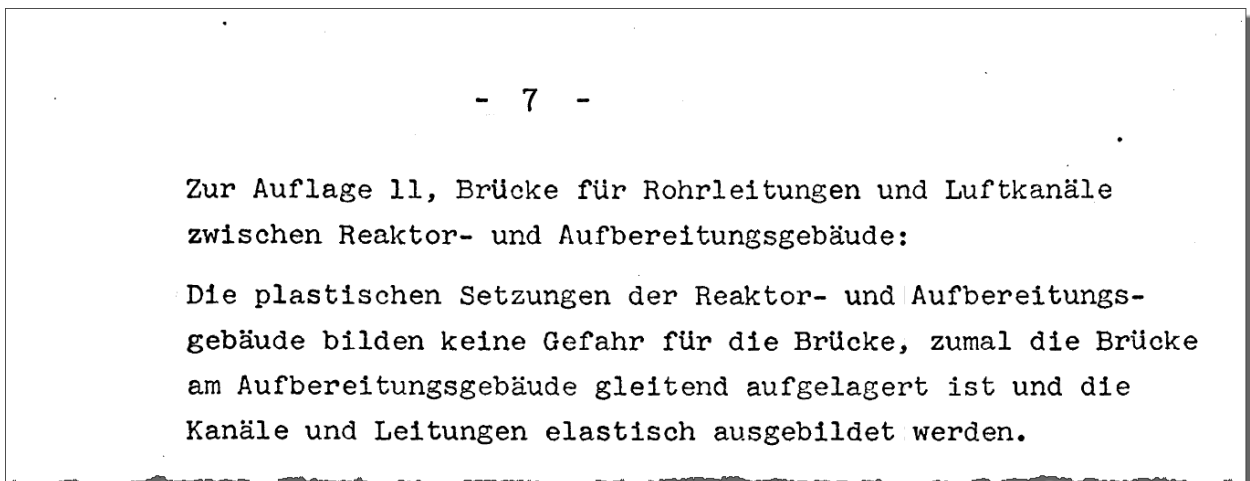 - 7 -
Zur Auflage 11, Brücke für Rohrleitungen und Luftkanäle
zwischen Reaktor- und Aufbereitungsgebäude:
Die plastischen Setzungen der Reaktor- und Aufbereitungs-
gebäude bilden keine Gefahr für die Brücke, zumal die Brücke
am Aufbereitungsgebäude gleitend aufgelagert ist und die
Kanäle und Leitungen elastisch ausgebildet werden.